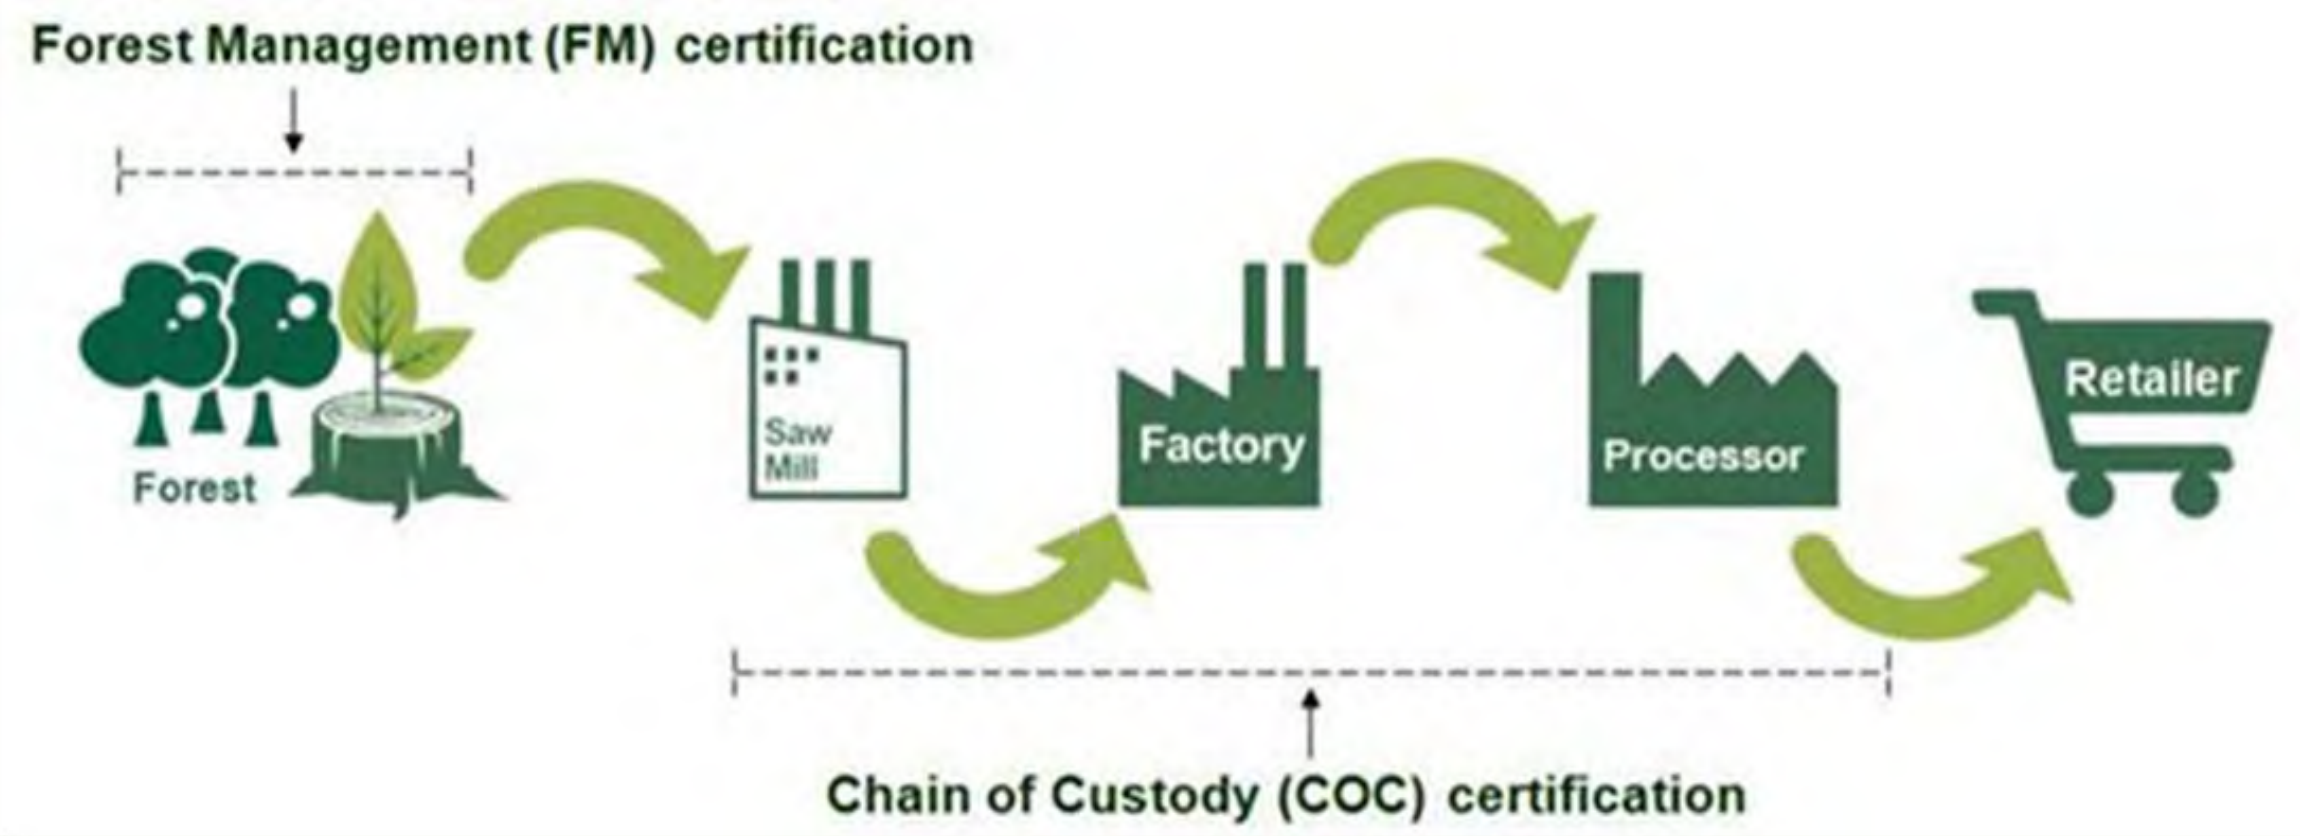 Forest Management (FM) certification
Forest
Saw
Mill
Factory
Processor
Retailer
Chain of Custody (COC) certification